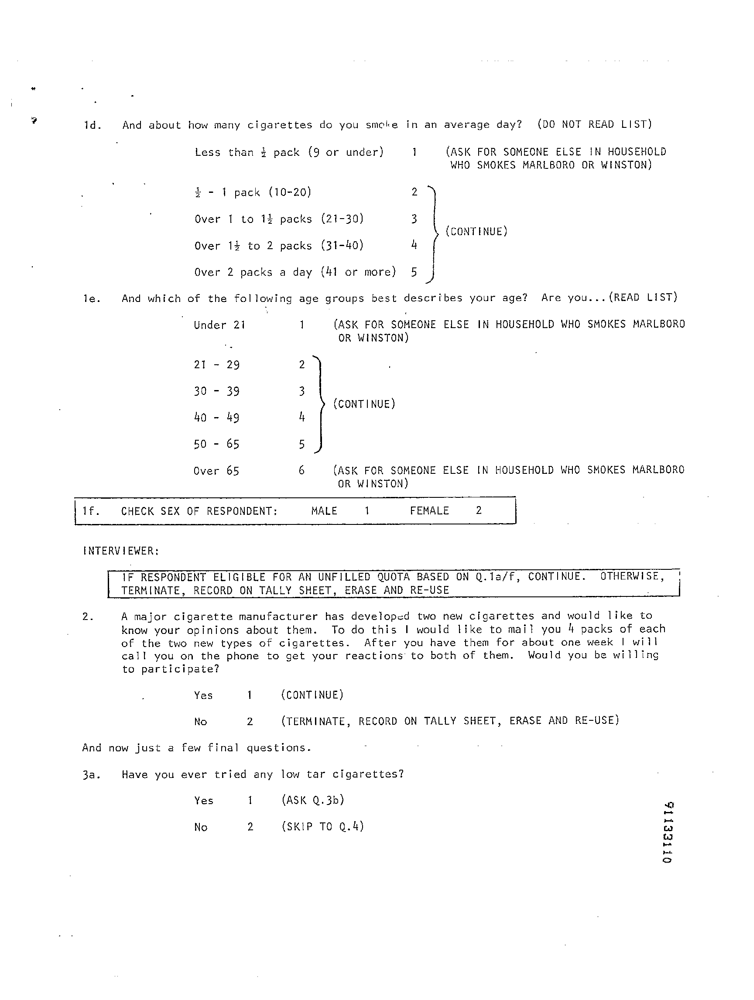 1d. And about how many cigarettes do you smoke in an average day? (DO NOT READ LIST)
Less than ½ pack (9 or under) 1 (ASK FOR SOMEONE ELSE IN HOUSEHOLD
WHO SMOKES MARLBORO OR WINSTON)
½ - 1 pack (10-20) 2
Over 1 to 1½ packs (21-30) 3
(CONTINUE)
Over 1½ to 2 packs (31-40) 4
Over 2 packs a day (41 or more) 5
1e. And which of the following age groups best describes your age? Are you...(READ LIST)
Under 21 1 (ASK FOR SOMEONE ELSE IN HOUSEHOLD WHO SMOKES MARLBORO
OR WINSTON)
21 - 29 2
30 - 39 3
(CONTINUE)
40 - 49 4
50 - 65 5
Over 65 6 (ASK FOR SOMEONE ELSE IN HOUSEHOLD WHO SMOKES MARLBORO
OR WINSTON)
1f. CHECK SEX OF RESPONDENT: MALE 1 FEMALE 2
INTERVIEWER:
IF RESPONDENT ELIGIBLE FOR AN UNFILLED QUOTA BASED ON Q.1a/f, CONTINUE. OTHERWISE,
TERMINATE, RECORD ON TALLY SHEET, ERASE AND RE-USE
2. A major cigarette manufacturer has developed two new cigarettes and would like to
know your opinions about them. To do this I would like to mail you 4 packs of each
of the two new types of cigarettes. After you have them for about one week I will
call you on the phone to get your reactions to both of them. Would you be willing
to participate?
Yes 1 (CONTINUE)
No 2 (TERMINATE, RECORD ON TALLY SHEET, ERASE AND RE-USE)
And now just a few final questions.
3a. Have you ever tried any low tar cigarettes?
Yes 1 (ASK Q.3b)
No 2 (SKIP TO Q.4)
91133110